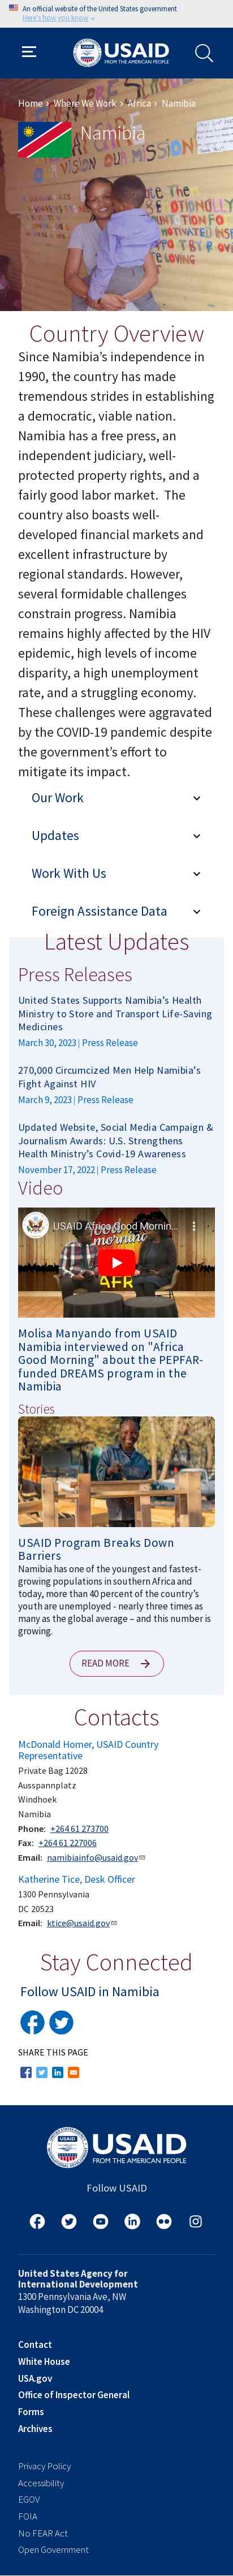 An official website of the United States government
Here's how you know
USAID
FROM THE AMERICAN PEOPLE
Home › Where We Work › Africa › Namibia
Namibia
Country Overview
Since Namibia’s independence in
1990, the country has made
tremendous strides in establishing
a democratic, viable nation.
Namibia has a free press, an
independent judiciary, well-
protected property rights, and a
fairly good labor market.  The
country also boasts well-
developed financial markets and
excellent infrastructure by
regional standards. However,
several formidable challenges
constrain progress. Namibia
remains highly affected by the HIV
epidemic, high levels of income
disparity, a high unemployment
rate, and a struggling economy.
These challenges were aggravated
by the COVID-19 pandemic despite
the government’s effort to
mitigate its impact.
Our Work
Updates
Work With Us
Foreign Assistance Data
Latest Updates
Press Releases
United States Supports Namibia’s Health
Ministry to Store and Transport Life-Saving
Medicines
March 30, 2023 | Press Release
270,000 Circumcized Men Help Namibia’s
Fight Against HIV
March 9, 2023 | Press Release
Updated Website, Social Media Campaign &
Journalism Awards: U.S. Strengthens
Health Ministry’s Covid-19 Awareness
November 17, 2022 | Press Release
Video
USAID Africa Good Mornin...
Molisa Manyando from USAID
Namibia interviewed on "Africa
Good Morning" about the PEPFAR-
funded DREAMS program in the
Namibia
Stories
USAID Program Breaks Down
Barriers
Namibia has one of the youngest and fastest-
growing populations in southern Africa and
today, more than 40 percent of the country’s
youth are unemployed - nearly three times as
many as the global average – and this number is
growing.
READ MORE
Contacts
McDonald Homer, USAID Country
Representative
Private Bag 12028
Ausspannplatz
Windhoek
Namibia
Phone: +264 61 273700
Fax: +264 61 227006
Email: namibiainfo@usaid.gov
Katherine Tice, Desk Officer
1300 Pennsylvania
DC 20523
Email: ktice@usaid.gov
Stay Connected
Follow USAID in Namibia
SHARE THIS PAGE
USAID
FROM THE AMERICAN PEOPLE
Follow USAID
United States Agency for
International Development
1300 Pennsylvania Ave, NW
Washington DC 20004
Contact
White House
USA.gov
Office of Inspector General
Forms
Archives
Privacy Policy
Accessibility
EGOV
FOIA
No FEAR Act
Open Government